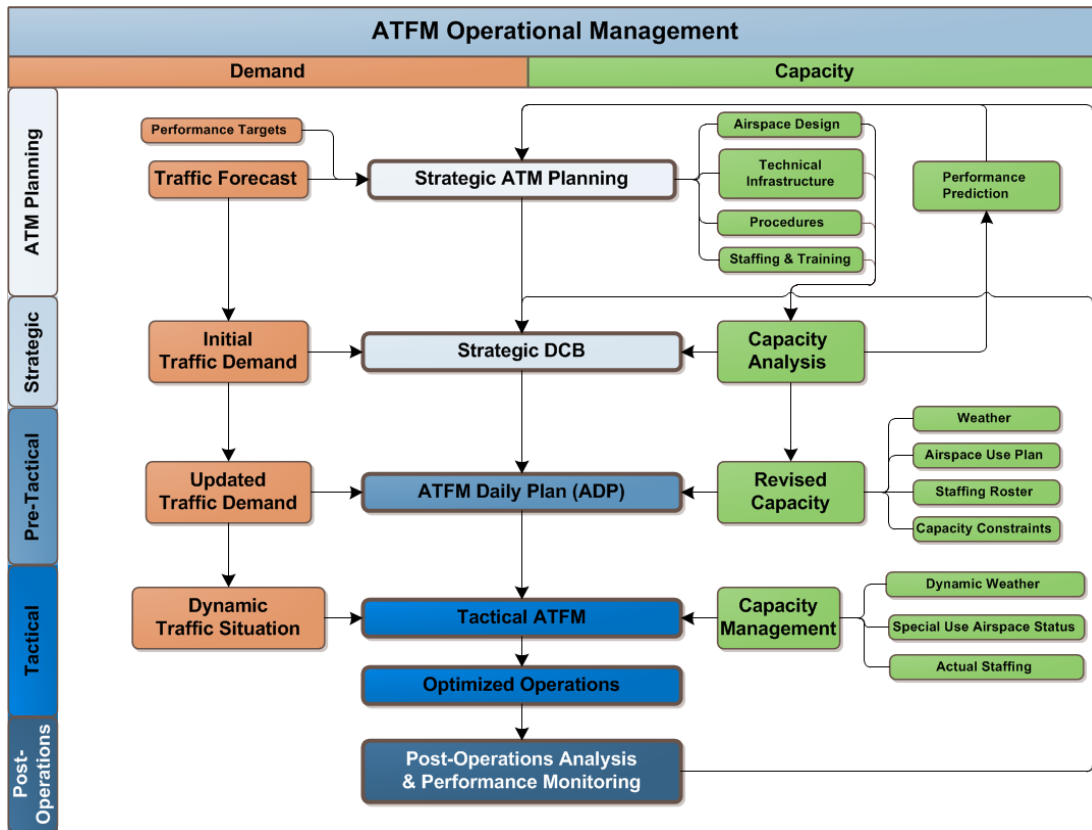 ATFM Operational Management
Demand
Capacity
ATM Planning
Performance Targets
Traffic Forecast
Strategic ATM Planning
Airspace Design
Technical
Infrastructure
Procedures
Staffing & Training
Performance
Prediction
Strategic
Initial
Traffic Demand
Strategic DCB
Capacity
Analysis
Pre-Tactical
Updated
Traffic Demand
ATFM Daily Plan (ADP)
Revised
Capacity
Weather
Airspace Use Plan
Staffing Roster
Capacity Constraints
Tactical
Dynamic
Traffic Situation
Tactical ATFM
Capacity
Management
Dynamic Weather
Special Use Airspace Status
Actual Staffing
Optimized Operations
Post-
Operations
Post-Operations Analysis
& Performance Monitoring